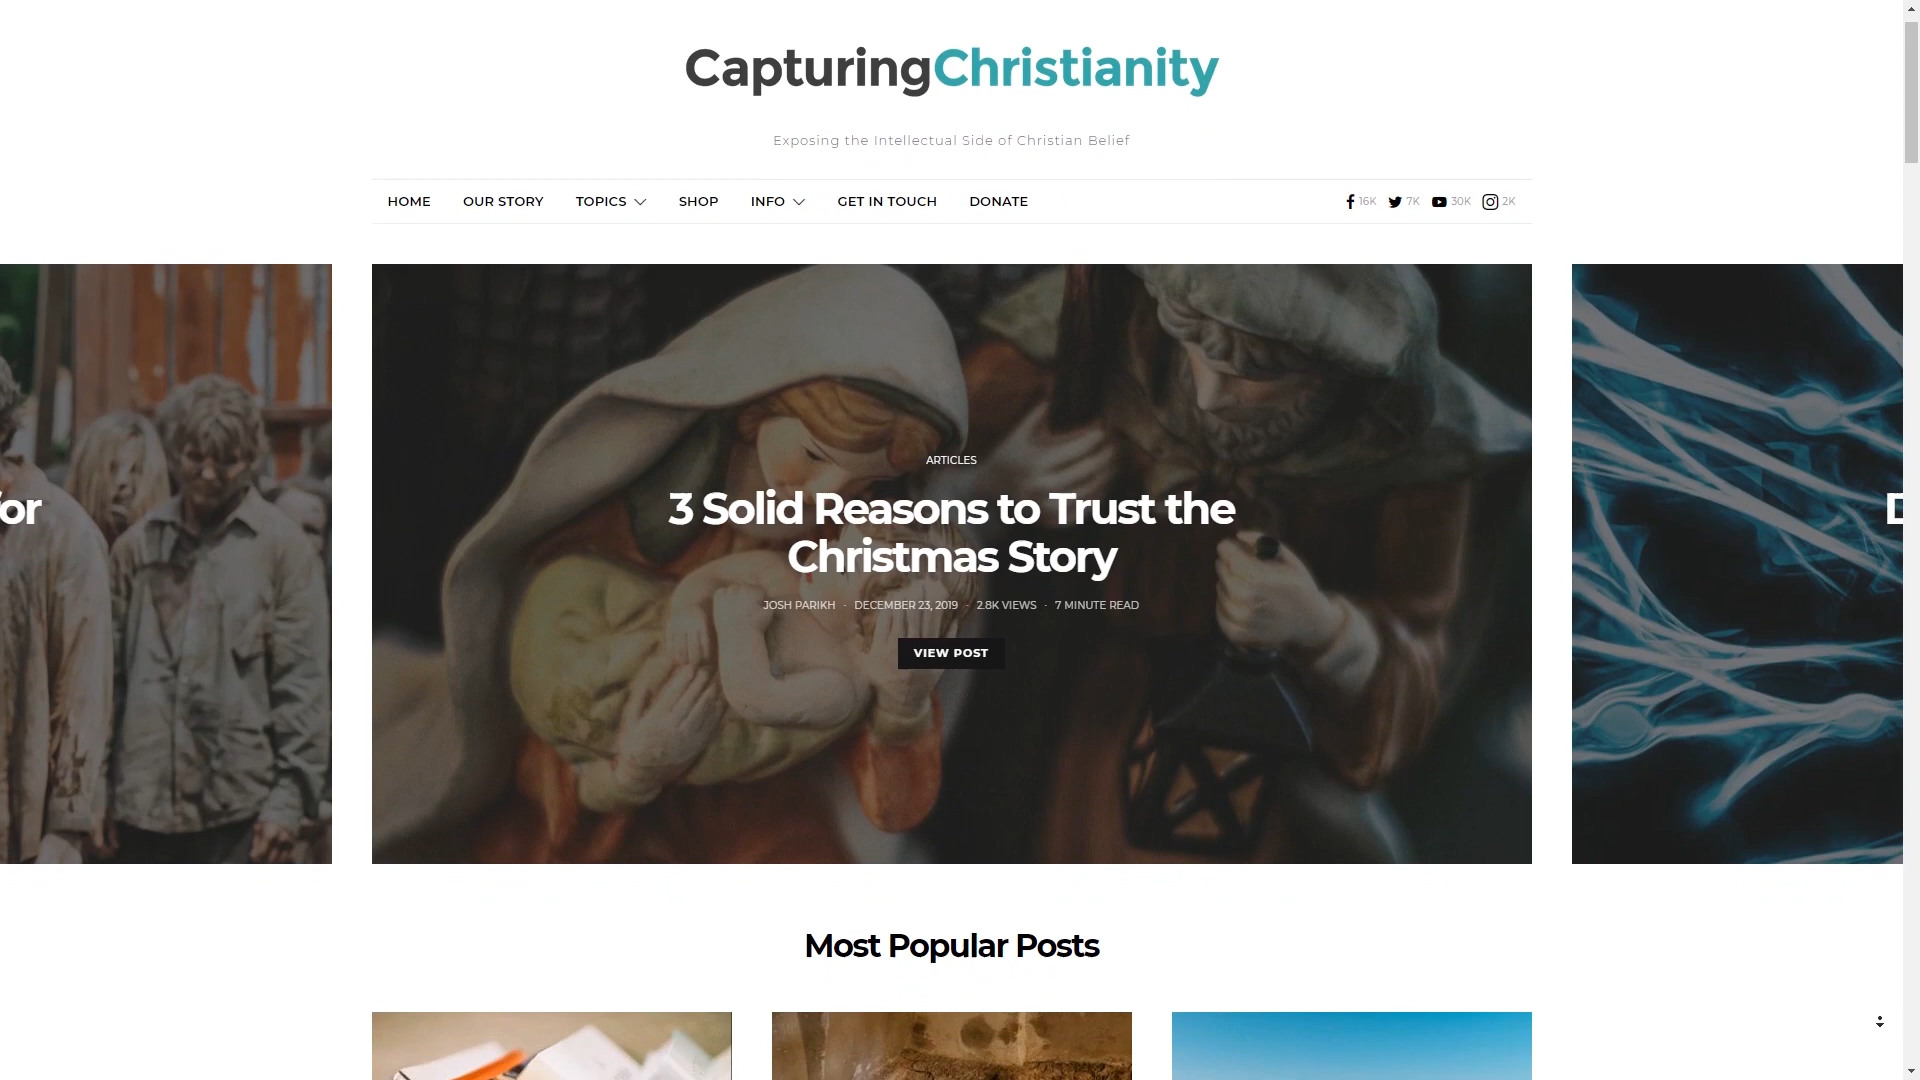 CapturingChristianity
Exposing the Intellectual Side of Christian Belief
HOME OUR STORY TOPICS SHOP INFO GET IN TOUCH DONATE 16K 7K 30K 2K
ARTICLES
or
3 Solid Reasons to Trust the
Christmas Story
JOSH PARIKH · DECEMBER 23, 2019 · 2.8K VIEWS · 7 MINUTE READ
VIEW POST
Most Popular Posts